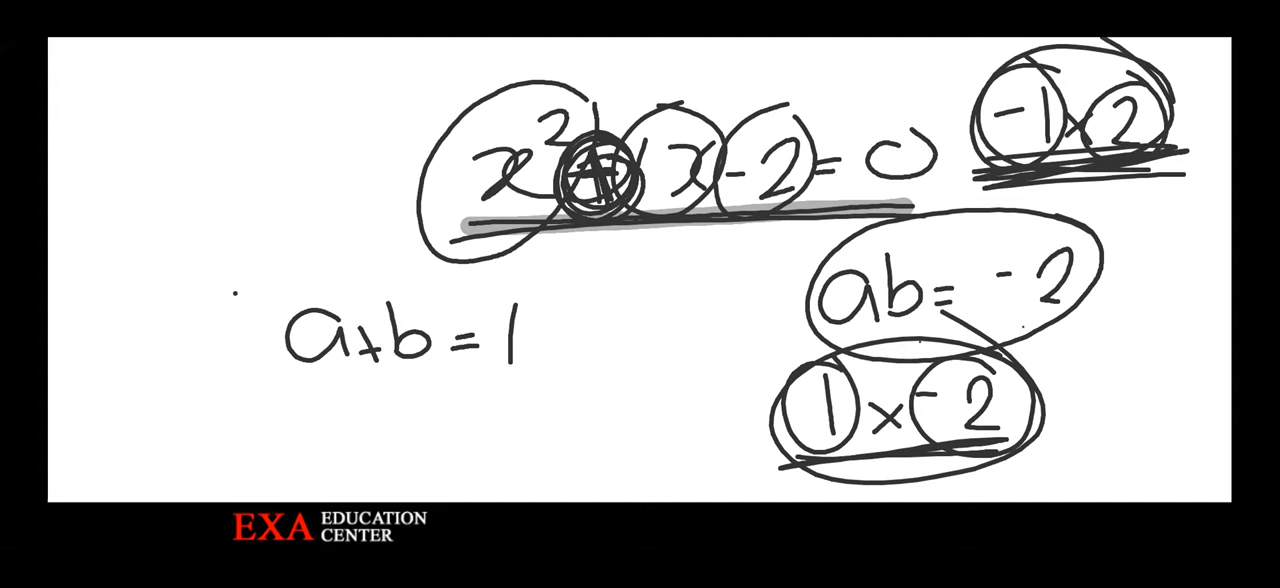 x² + 1x - 2 = 0
-1 x 2
ab = -2
a+b = 1
1 x -2
EXA EDUCATION
CENTER